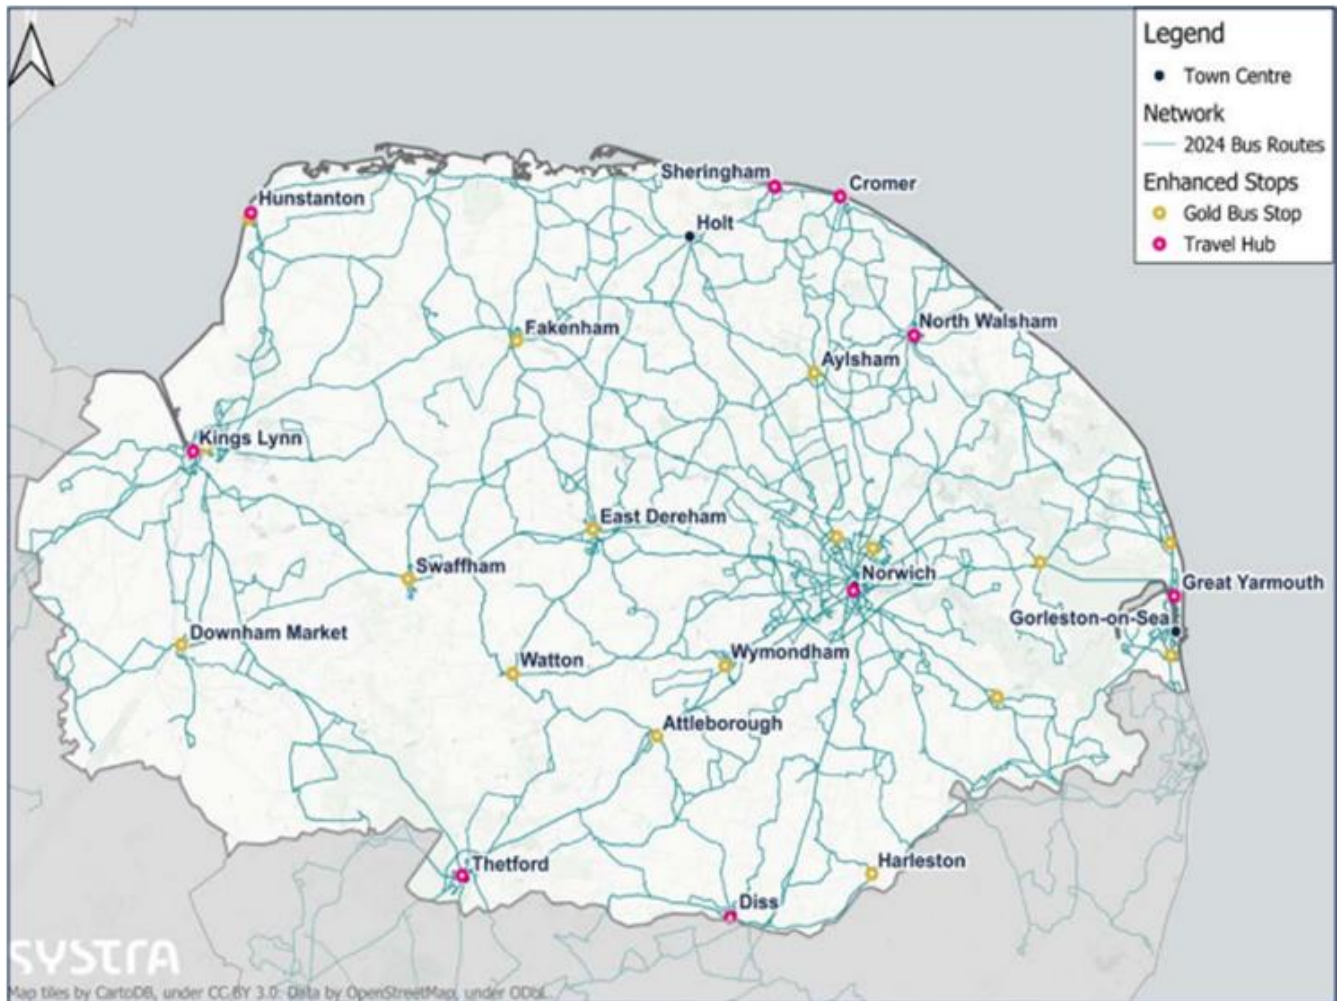 Legend
Town Centre
Network
2024 Bus Routes
Enhanced Stops
Gold Bus Stop
Travel Hub
Sheringham
Cromer
Hunstanton
Holt
Fakenham
North Walsham
Aylsham
Kings Lynn
East Dereham
Swaffham
Norwich
Great Yarmouth
Gorleston-on-Sea
Downham Market
Watton
Wymondham
Attleborough
Thetford
Harleston
Diss
SYSTRA
Map tiles by CartoDB, under CC BY 3.0. Data by OpenStreetMap, under ODbL.